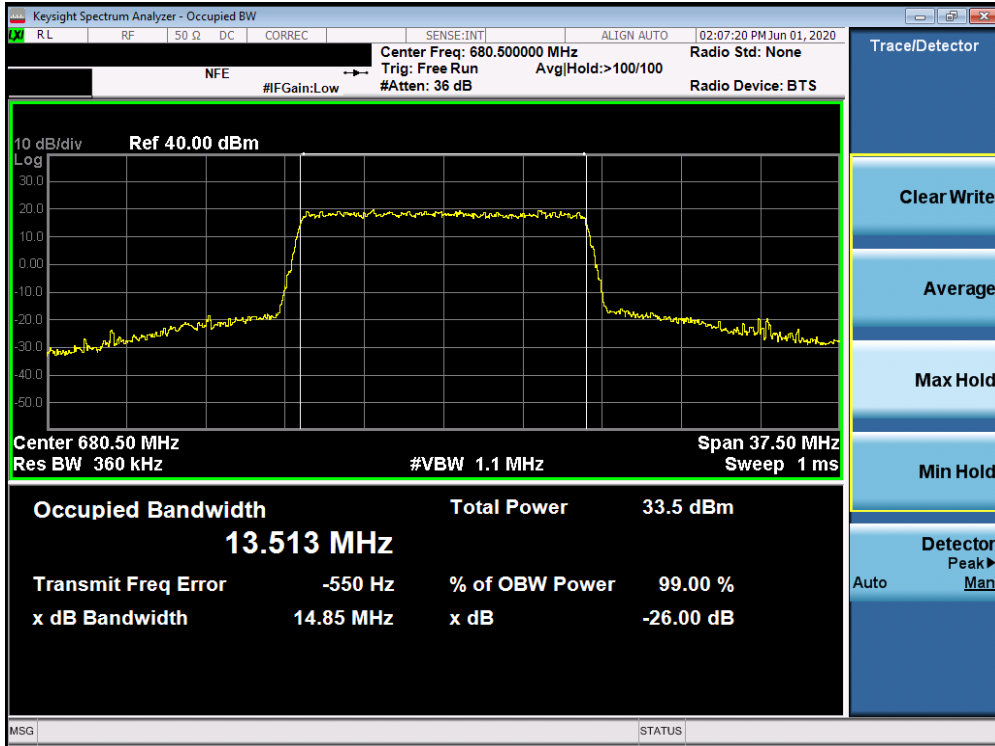 Keysight Spectrum Analyzer - Occupied BW
LXI RL RF 50 Ω DC CORREC SENSE:INT ALIGN AUTO 02:07:20 PM Jun 01, 2020
Center Freq: 680.500000 MHz Radio Std: None
NFE Trig: Free Run Avg|Hold:>100/100
#IFGain:Low #Atten: 36 dB Radio Device: BTS
10 dB/div Ref 40.00 dBm
Log
30.0
20.0
10.0
0.00
-10.0
-20.0
-30.0
-40.0
-50.0
Center 680.50 MHz Span 37.50 MHz
Res BW 360 kHz #VBW 1.1 MHz Sweep 1 ms
Occupied Bandwidth Total Power 33.5 dBm
13.513 MHz
Transmit Freq Error -550 Hz % of OBW Power 99.00 %
x dB Bandwidth 14.85 MHz x dB -26.00 dB
MSG STATUS
Trace/Detector
Clear Write
Average
Max Hold
Min Hold
Detector
Peak▶
Auto Man